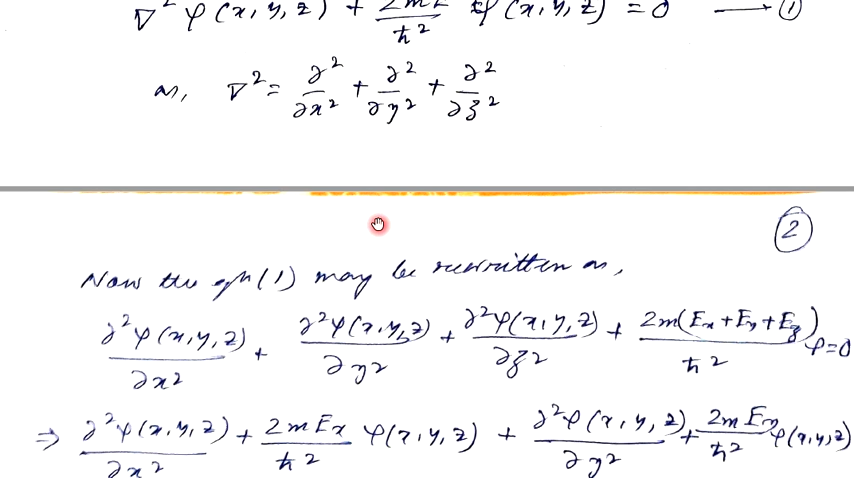 ∇² ψ(x, y, z) + 2mE/ħ² ψ(x, y, z) = 0 → (1)
as, ∇² = ∂²/∂x² + ∂²/∂y² + ∂²/∂z²
2
Now the eqn (1) may be rewritten as,
∂²ψ(x, y, z)/∂x² + ∂²ψ(x, y, z)/∂y² + ∂²ψ(x, y, z)/∂z² + 2m(Ex + Ey + Ez)/ħ² ψ = 0
⇒ ∂²ψ(x, y, z)/∂x² + 2mEx/ħ² ψ(x, y, z) + ∂²ψ(x, y, z)/∂y² + 2mEy/ħ² ψ(x, y, z)